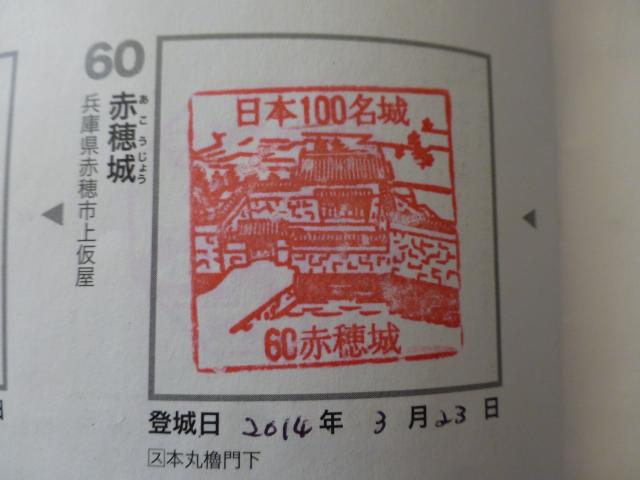 60
赤穂城
あこうじょう
兵庫県赤穂市上仮屋
日本100名城
60赤穂城
登城日 2014年 3月23日
ス本丸櫓門下